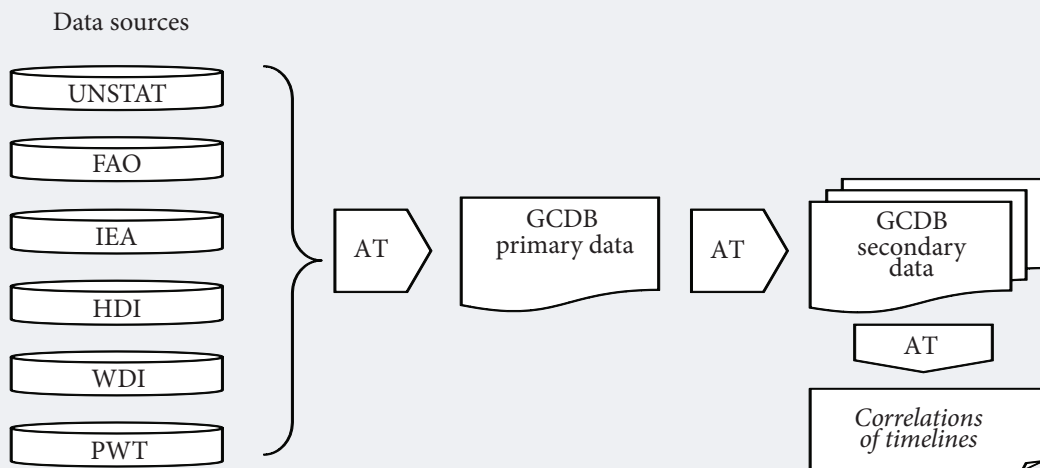 Data sources
UNSTAT
FAO
IEA
HDI
WDI
PWT
AT
GCDB
primary data
AT
GCDB
secondary
data
AT
Correlations
of timelines